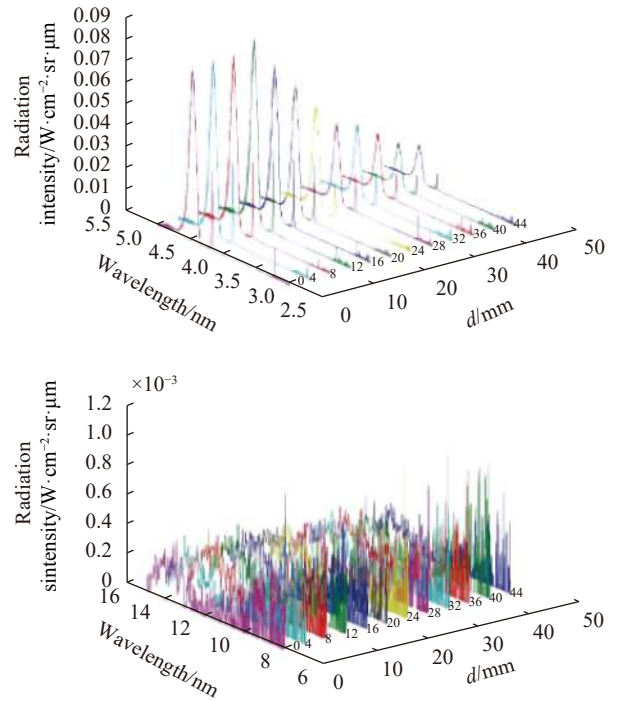 Radiation
intensity/W·cm⁻²·sr·μm
0.09
0.08
0.07
0.06
0.05
0.04
0.03
0.02
0.01
0
5.5
5.0
4.5
4.0
3.5
3.0
2.5
Wavelength/nm
0 4 8 12 16 20 24 28 32 36 40 44
0 10 20 30 40 50
d/mm
×10⁻³
Radiation
sintensity/W·cm⁻²·sr·μm
1.2
1.0
0.8
0.6
0.4
0.2
0
16
14
12
10
8
6
Wavelength/nm
0 4 8 12 16 20 24 28 32 36 40 44
0 10 20 30 40 50
d/mm